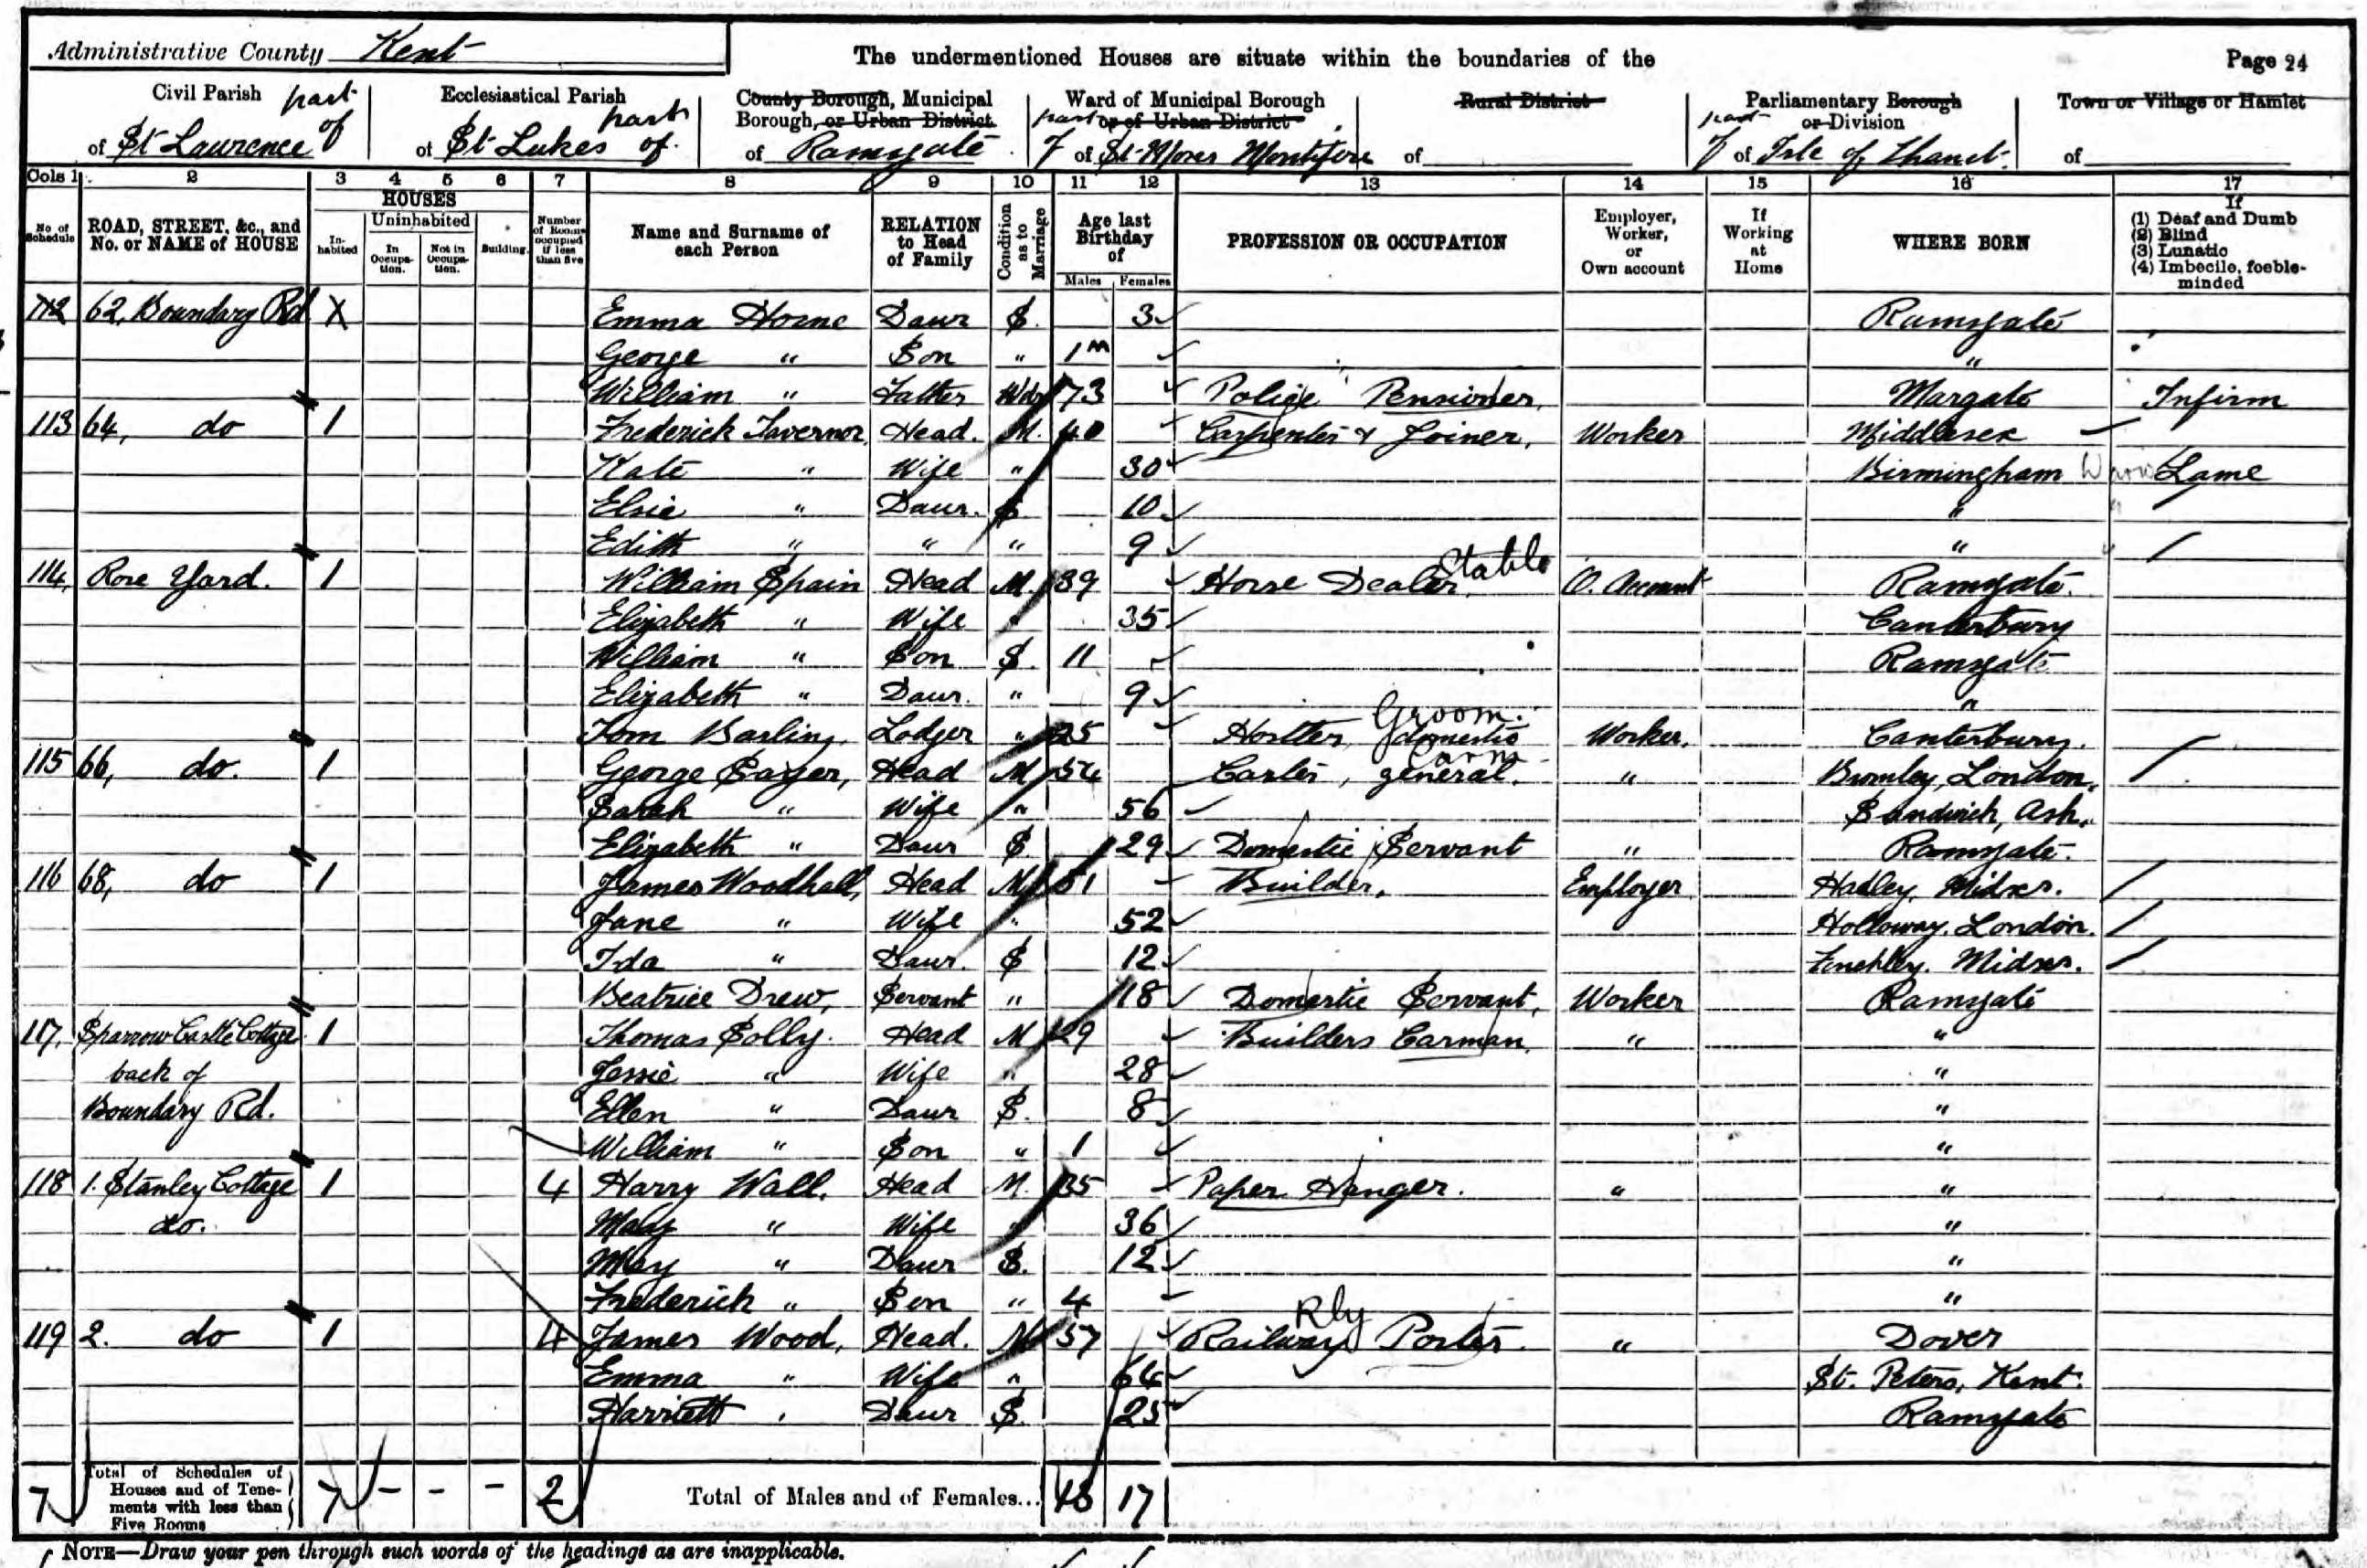 Administrative County Kent
The undermentioned Houses are situate within the boundaries of the
Page 24
Civil Parish part of
of St Laurence
Ecclesiastical Parish part
of St Lukes of
County Borough, Municipal Borough, or Urban District
of Ramsgate
Ward of Municipal Borough or of Urban District
part of of St Moses Montifore
Rural District
of
Parliamentary Borough or Division
part of of Isle of Thanet
Town or Village or Hamlet
of
Cols 1 2 3 4 5 6 7 8 9 10 11 12 13 14 15 16 17
No of Schedule
ROAD, STREET, &c., and No. or NAME of HOUSE
HOUSES
Inhabited
Uninhabited
In Occupation.
Not in Occupation.
Building.
Number of Rooms occupied if less than five
Name and Surname of each Person
RELATION to Head of Family
Condition as to Marriage
Age last Birthday of
Males Females
PROFESSION OR OCCUPATION
Employer, Worker, or Own account
If Working at Home
WHERE BORN
If
(1) Deaf and Dumb
(2) Blind
(3) Lunatic
(4) Imbecile, feeble-minded
112 62, Boundary Rd X Emma Horne Daur S. 3 Ramsgate
George " Son " 1m "
William " Father Wdr 73 Police Pensioner. Margate Infirm
113 64, do 1 Frederick Tavernor, Head. M. 40 Carpenter & Joiner, Worker Middlesex
Kate " Wife " 30 Birmingham Lame
Elsie " Daur. S 10 "
Edith " " " 9 "
114, Rose Yard. 1 William Spain Head M. 39 Horse Dealer Stable O. Account Ramsgate.
Elizabeth " Wife " 35 Canterbury
William " Son S. 11 Ramsgate
Elizabeth " Daur. " 9 "
Tom Barling, Lodger " 25 Hostler, domestic Groom. Worker. Canterbury.
115 66, do. 1 George Sayer, Head M 54 Carter, general. Carm " Bromley, London.
Sarah " Wife " 56 Sandwich, Ash.
Elizabeth " Daur S 29 Domestic Servant " Ramsgate.
116 68, do 1 James Woodhall, Head M 51 Builder, Employer Hadley, Midsex.
Jane " Wife " 52 Holloway. London.
Ida " Daur. S 12 Finchley. Midsex.
Beatrice Drew, Servant " 18 Domestic Servant, Worker Ramsgate
117. Sparrow Castle Cottage 1 Thomas Solly. Head M 29 Builders Carman. " "
back of Jessie " Wife " 28 "
Boundary Rd. Ellen " Daur S. 8 "
William " Son " 1 "
118 1. Stanley Cottage 1 4 Harry Wall. Head M. 35 Paper Hanger. " "
do. Mary " Wife " 36 "
May " Daur S. 12 "
Frederick " Son " 4 "
119 2. do 1 4 James Wood, Head. M 57 Railway Porter. Rly " Dover
Emma " Wife " 64 St. Peters, Kent.
Harriett " Daur S. 25 Ramsgate
7 Total of Schedules of Houses and of Tenements with less than Five Rooms 7 - - - 2 Total of Males and of Females... 17
NOTE—Draw your pen through such words of the headings as are inapplicable.